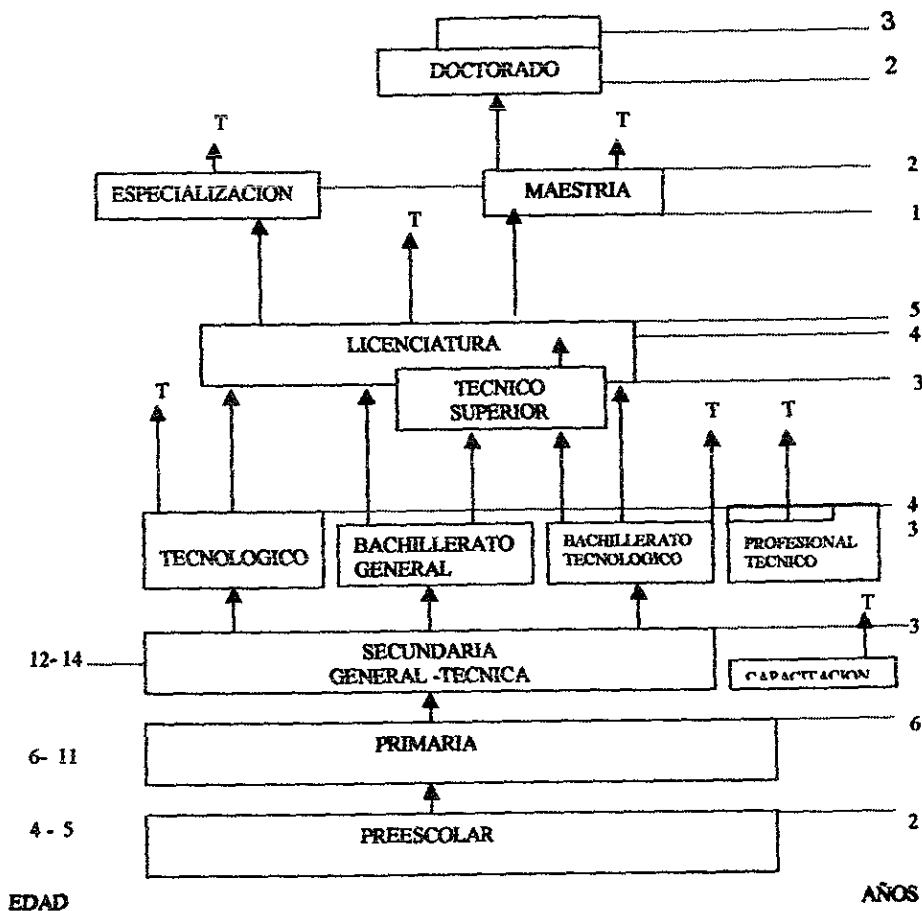 3
DOCTORADO
2
T
T
2
ESPECIALIZACION
MAESTRIA
1
T
5
4
LICENCIATURA
3
TECNICO
SUPERIOR
T
T
T
4
3
TECNOLOGICO
BACHILLERATO
GENERAL
BACHILLERATO
TECNOLOGICO
PROFESIONAL
TECNICO
T
3
12-14
SECUNDARIA
GENERAL -TECNICA
CAPACITACION
6
6- 11
PRIMARIA
4 - 5
PREESCOLAR
2
EDAD
AÑOS